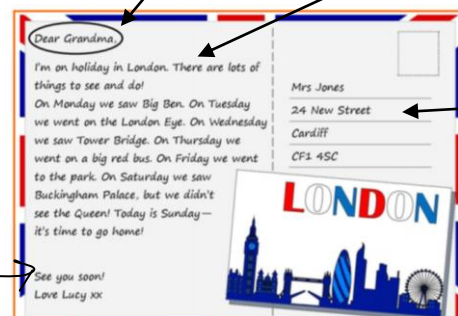 Dear Grandma,
I'm on holiday in London. There are lots of
things to see and do!
On Monday we saw Big Ben. On Tuesday
we went on the London Eye. On Wednesday
we saw Tower Bridge. On Thursday we
went on a big red bus. On Friday we went
to the park. On Saturday we saw
Buckingham Palace, but we didn't
see the Queen! Today is Sunday—
it's time to go home!
See you soon!
Love Lucy xx
Mrs Jones
24 New Street
Cardiff
CF1 4SC
LONDON